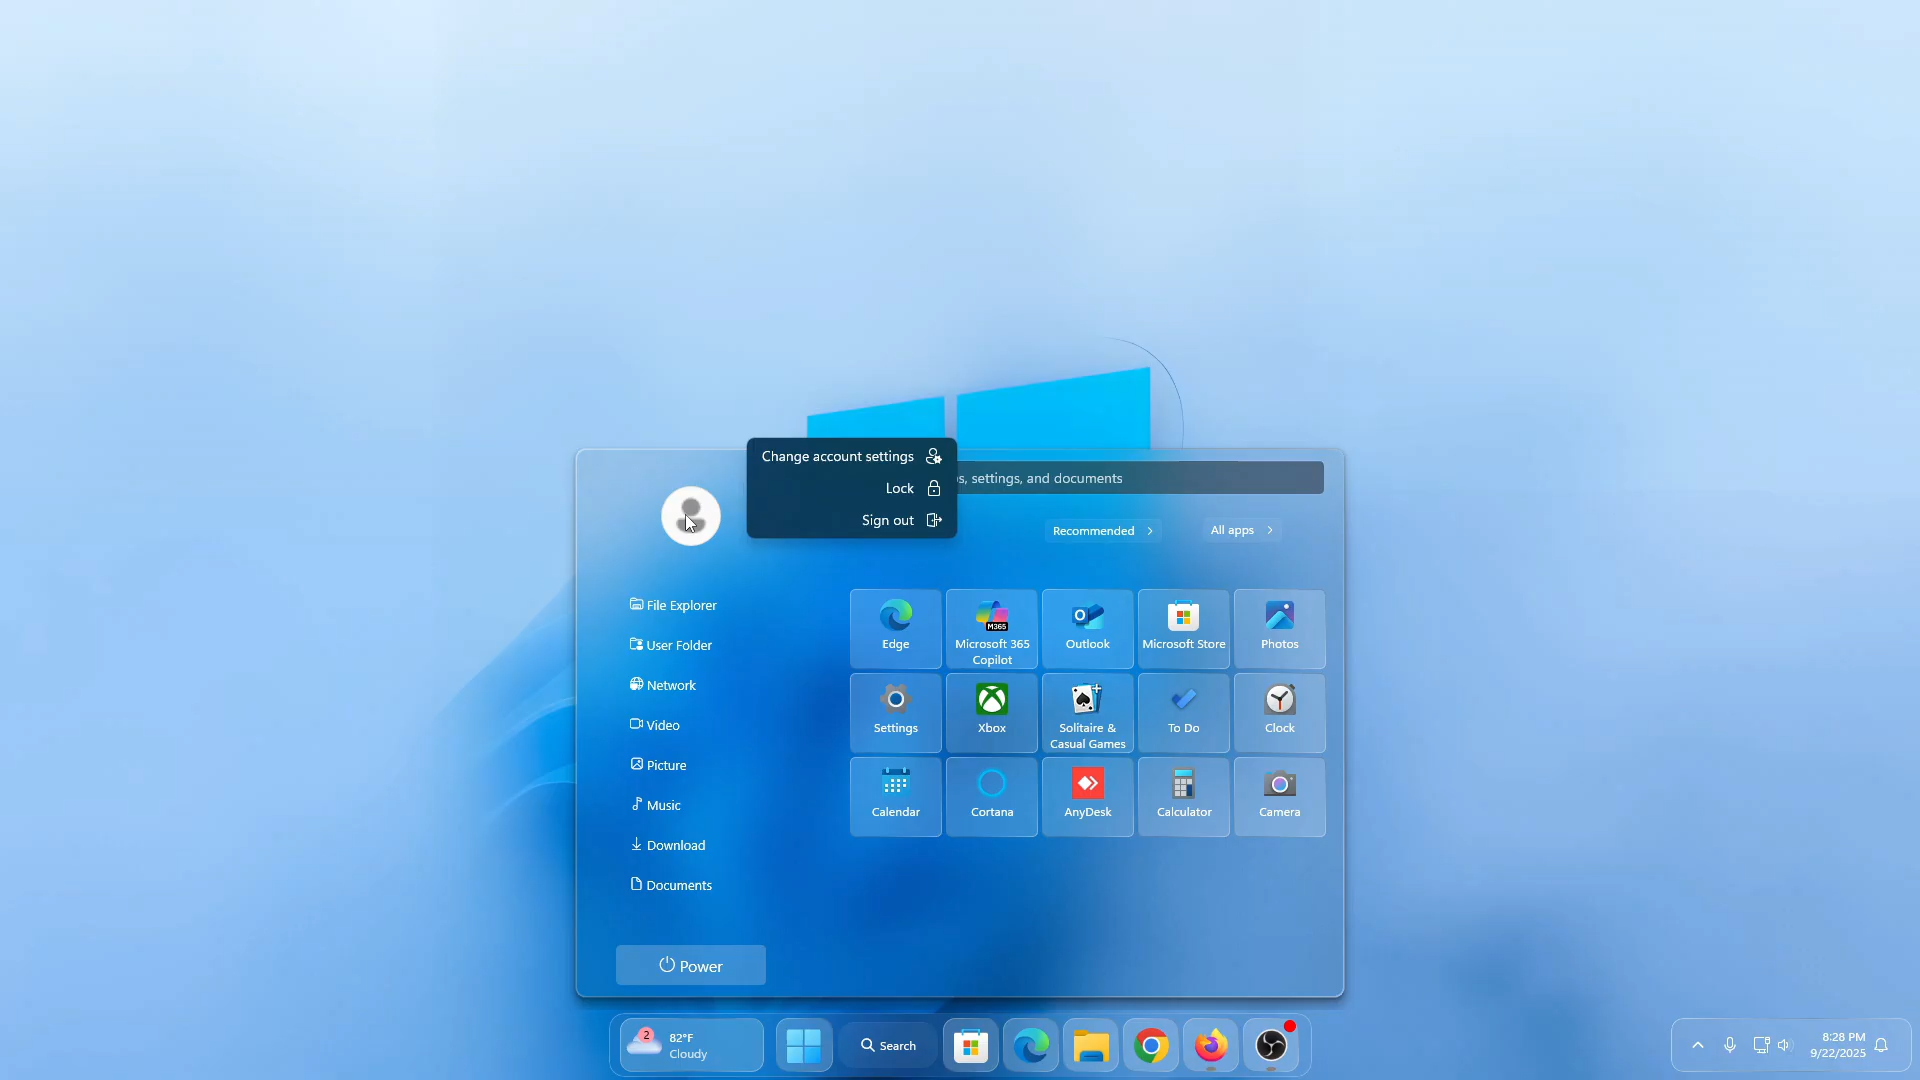 Change account settings
Lock
Sign out
s, settings, and documents
Recommended
All apps
File Explorer
User Folder
Network
Video
Picture
Music
Download
Documents
Power
Edge
Microsoft 365
Copilot
M365
Outlook
Microsoft Store
Photos
Settings
Xbox
Solitaire &
Casual Games
To Do
Clock
Calendar
Cortana
AnyDesk
Calculator
Camera
2
82°F
Cloudy
Search
8:28 PM
9/22/2025